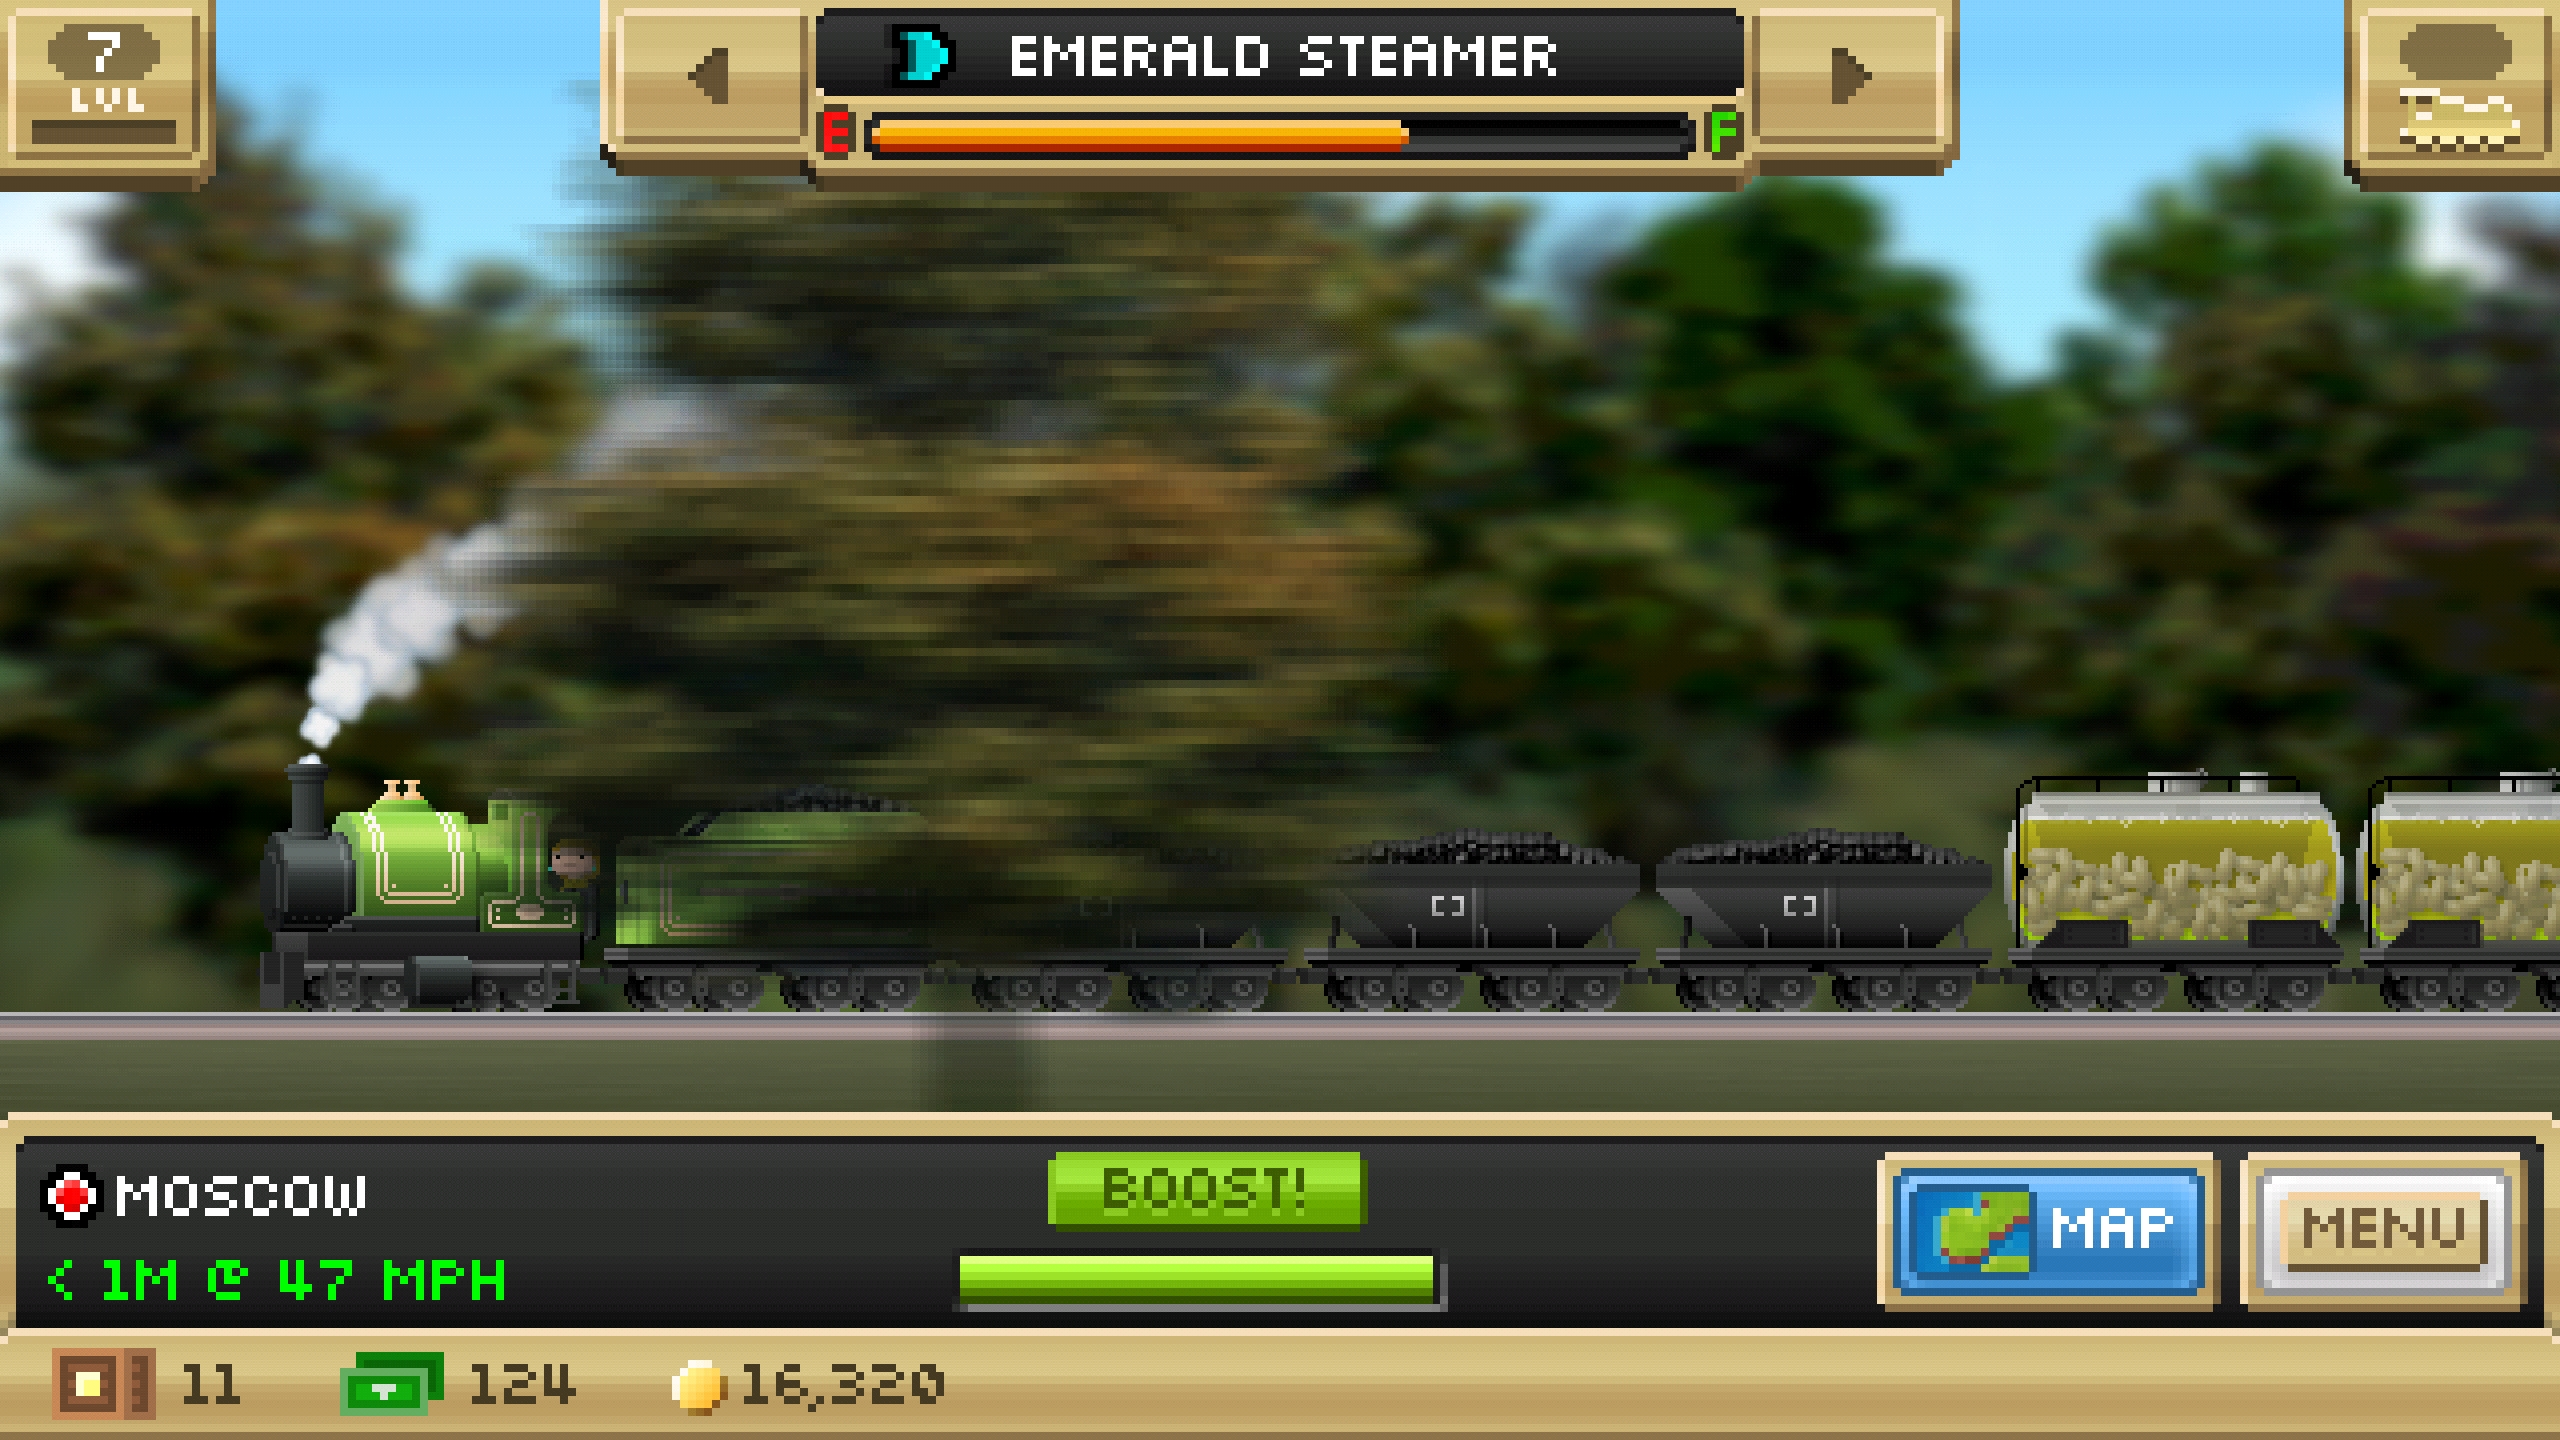 7
LVL
EMERALD STEAMER
E
F
MOSCOW
BOOST!
< 1M @ 47 MPH
MAP
MENU
11
124
16,320